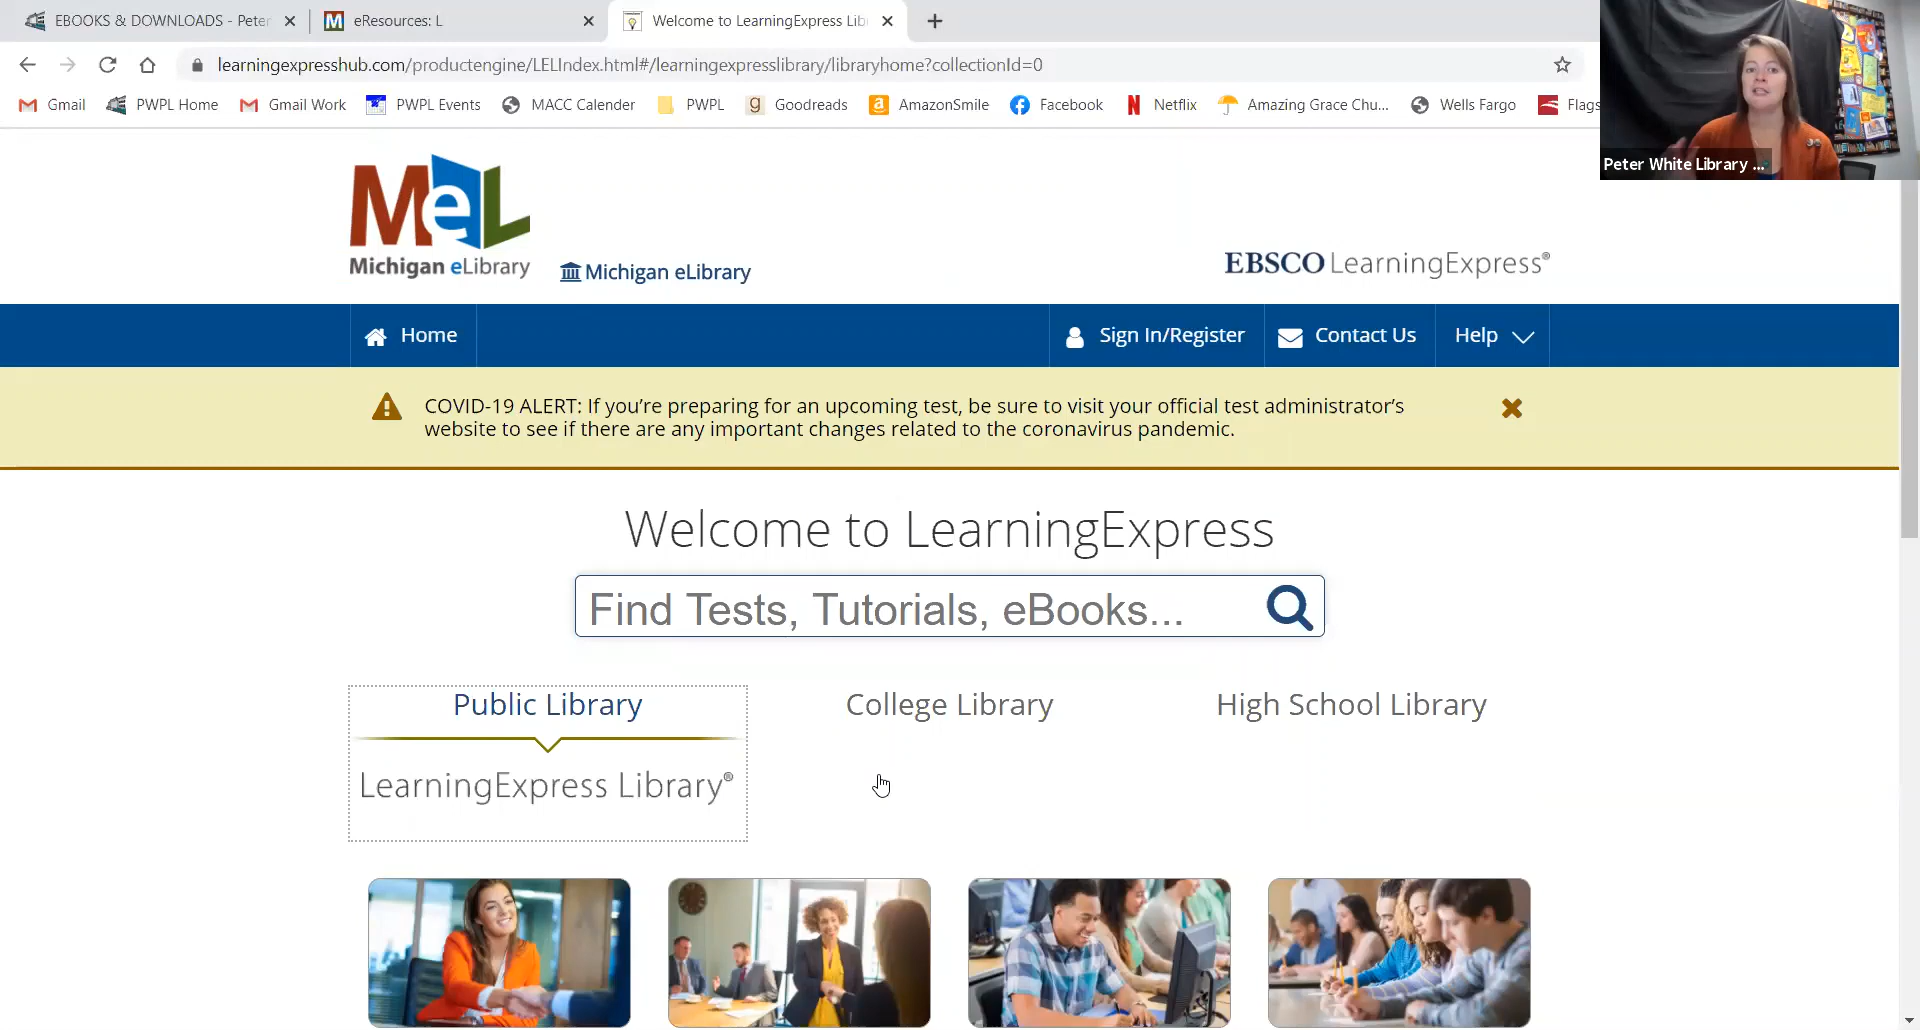 EBOOKS & DOWNLOADS - Peter
eResources: L
Welcome to LearningExpress Lib
learningexpresshub.com/productengine/LELIndex.html#/learningexpresslibrary/libraryhome?collectionId=0
Gmail
PWPL Home
Gmail Work
PWPL Events
MACC Calender
PWPL
Goodreads
AmazonSmile
Facebook
Netflix
Amazing Grace Chu...
Wells Fargo
Flags
Peter White Library ...
MeL
Michigan eLibrary
Michigan eLibrary
EBSCO LearningExpress®
Home
Sign In/Register
Contact Us
Help
COVID-19 ALERT: If you’re preparing for an upcoming test, be sure to visit your official test administrator’s
website to see if there are any important changes related to the coronavirus pandemic.
Welcome to LearningExpress
Find Tests, Tutorials, eBooks...
Public Library
College Library
High School Library
LearningExpress Library®